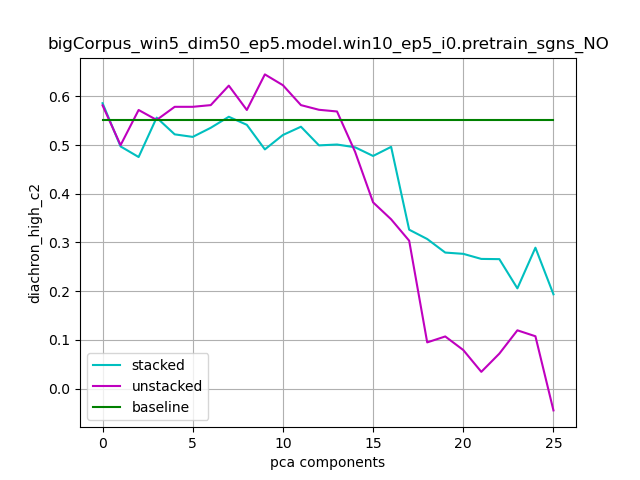 bigCorpus_win5_dim50_ep5.model.win10_ep5_i0.pretrain_sgns_NO
diachron_high_c2
0.6
0.5
0.4
0.3
0.2
0.1
0.0
stacked
unstacked
baseline
0 5 10 15 20 25
pca components